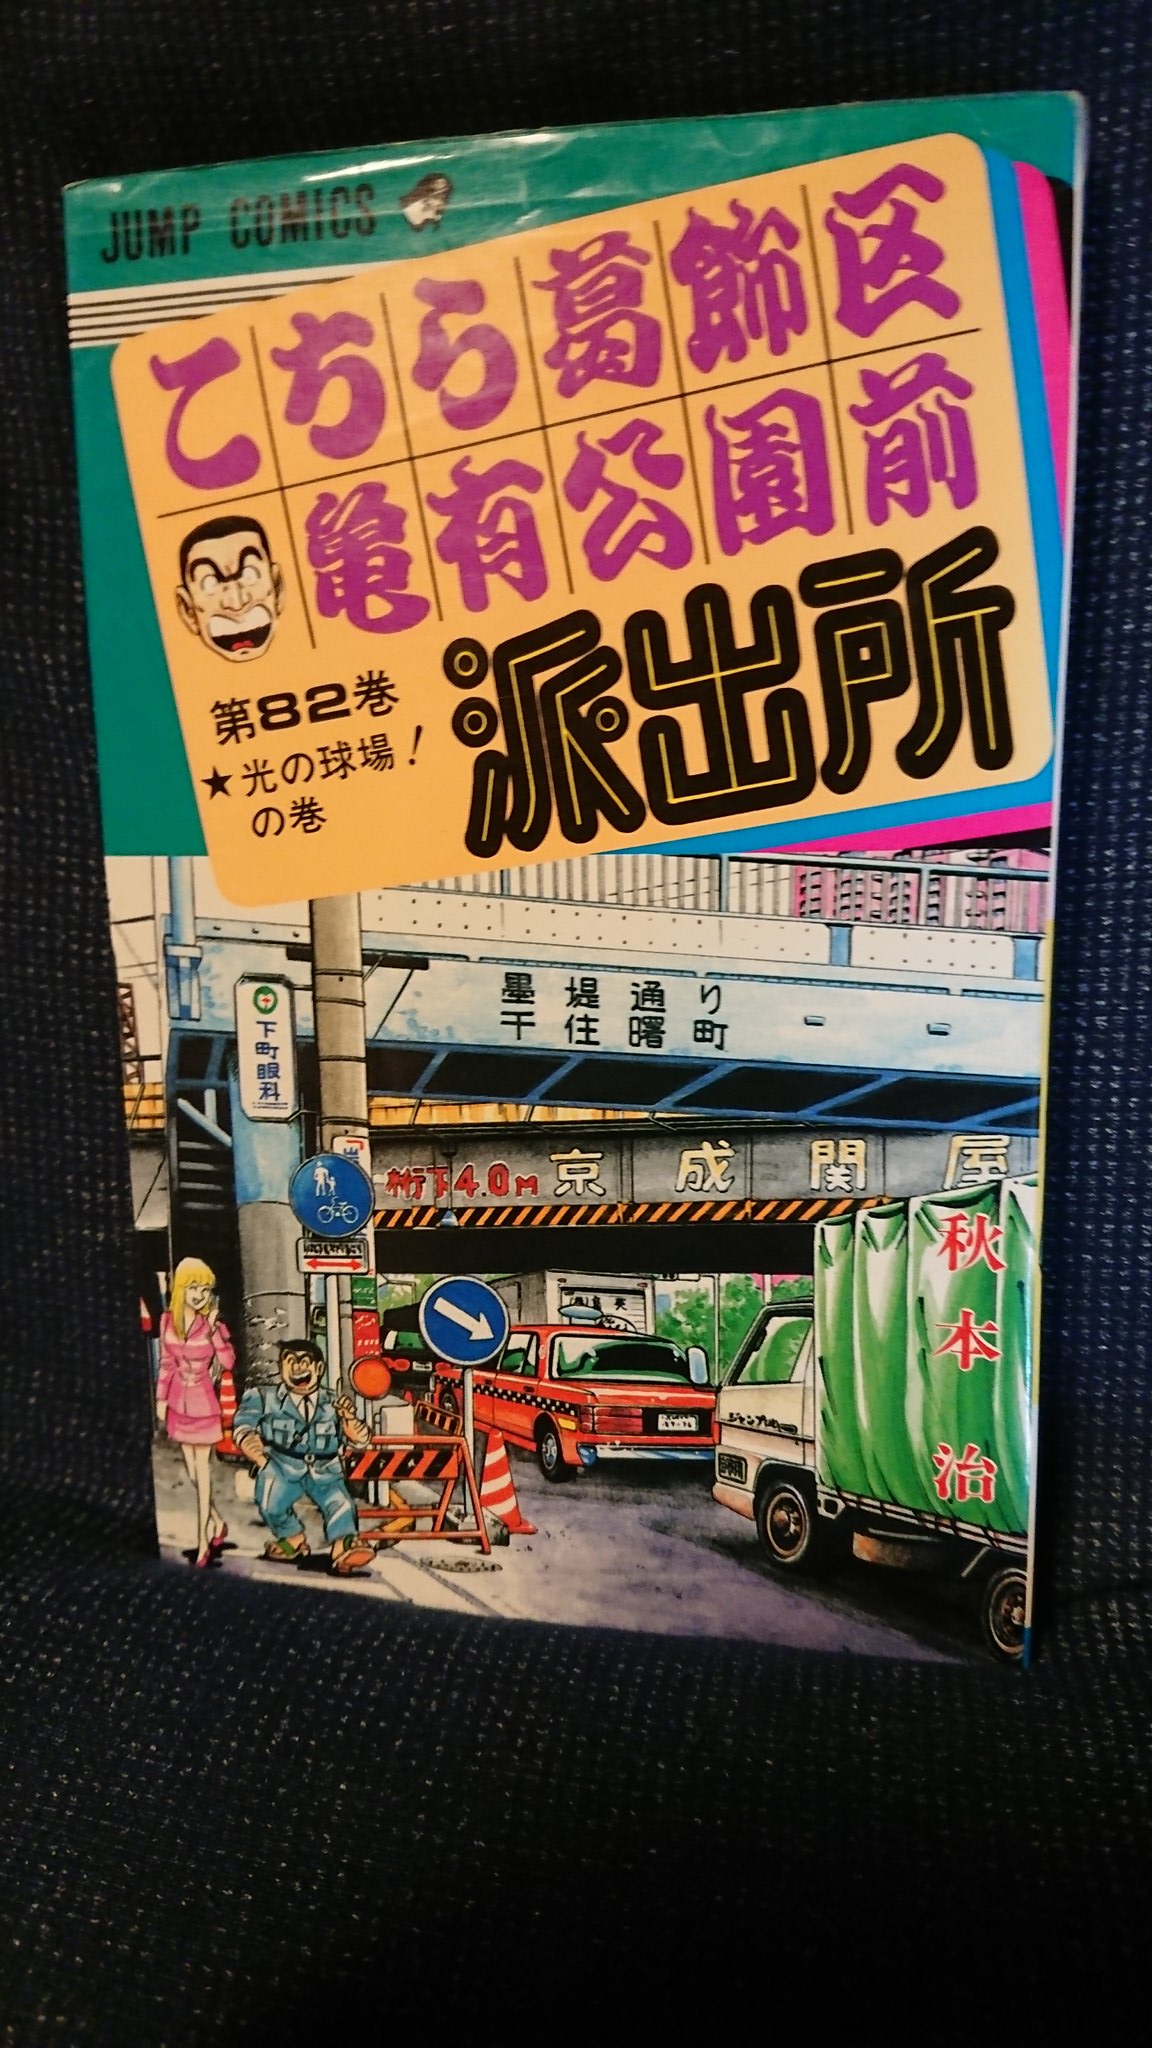 JUMP COMICS
こちら葛飾区
亀有公園前
派出所
第82巻
★光の球場!
の巻
墨堤通り
千住曙町
下町眼科
桁下4.0M
京成関屋
秋本治